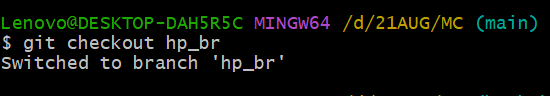 Lenovo@DESKTOP-DAH5R5C MINGW64 /d/21AUG/MC (main)
$ git checkout hp_br
Switched to branch 'hp_br'